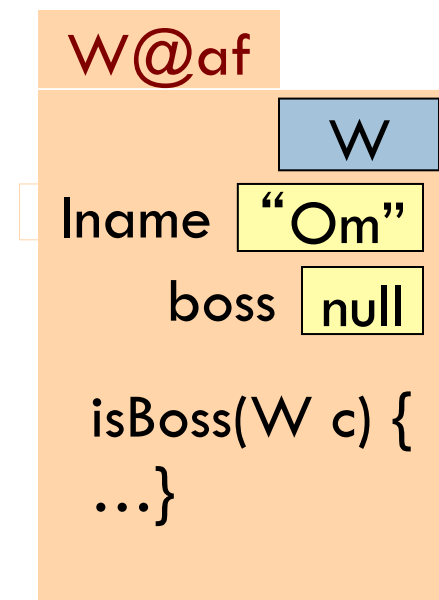 W@af
W
lname “Om”
boss null
isBoss(W c) {
…}